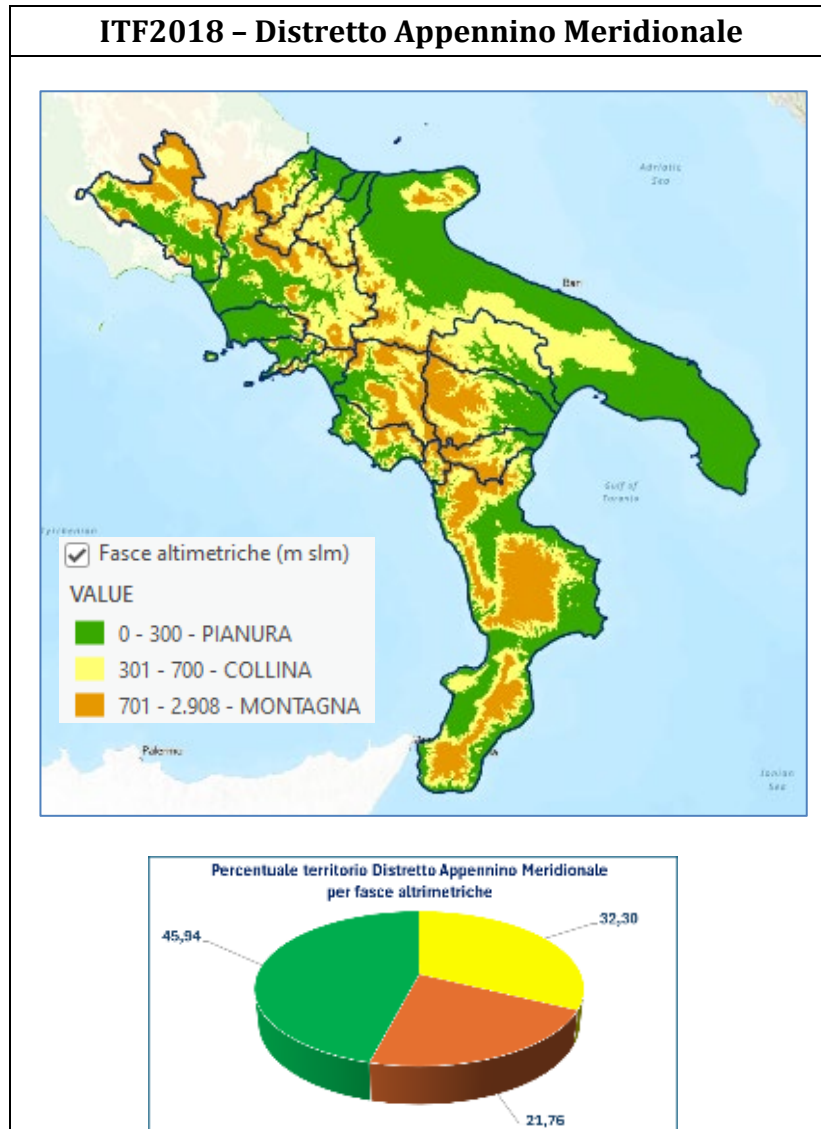 ITF2018 – Distretto Appennino Meridionale
Adriatic
Sea
Bari
Gulf of
Taranto
Fasce altimetriche (m slm)
VALUE
0 - 300 - PIANURA
301 - 700 - COLLINA
701 - 2.908 - MONTAGNA
Palermo
Ionian
Sea
Percentuale territorio Distretto Appennino Meridionale
per fasce altrimetriche
45,94
32,30
21,76